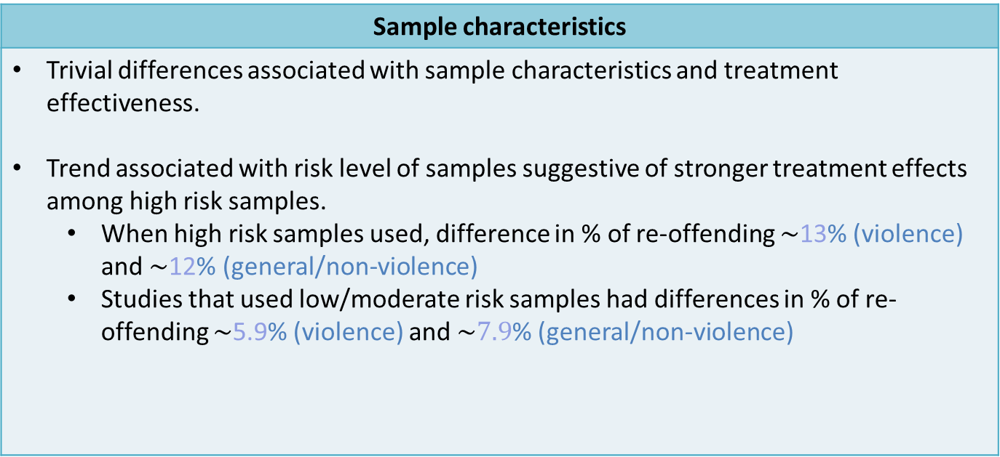 Sample characteristics
• Trivial differences associated with sample characteristics and treatment
effectiveness.
• Trend associated with risk level of samples suggestive of stronger treatment effects
among high risk samples.
• When high risk samples used, difference in % of re-offending ~13% (violence)
and ~12% (general/non-violence)
• Studies that used low/moderate risk samples had differences in % of re-
offending ~5.9% (violence) and ~7.9% (general/non-violence)